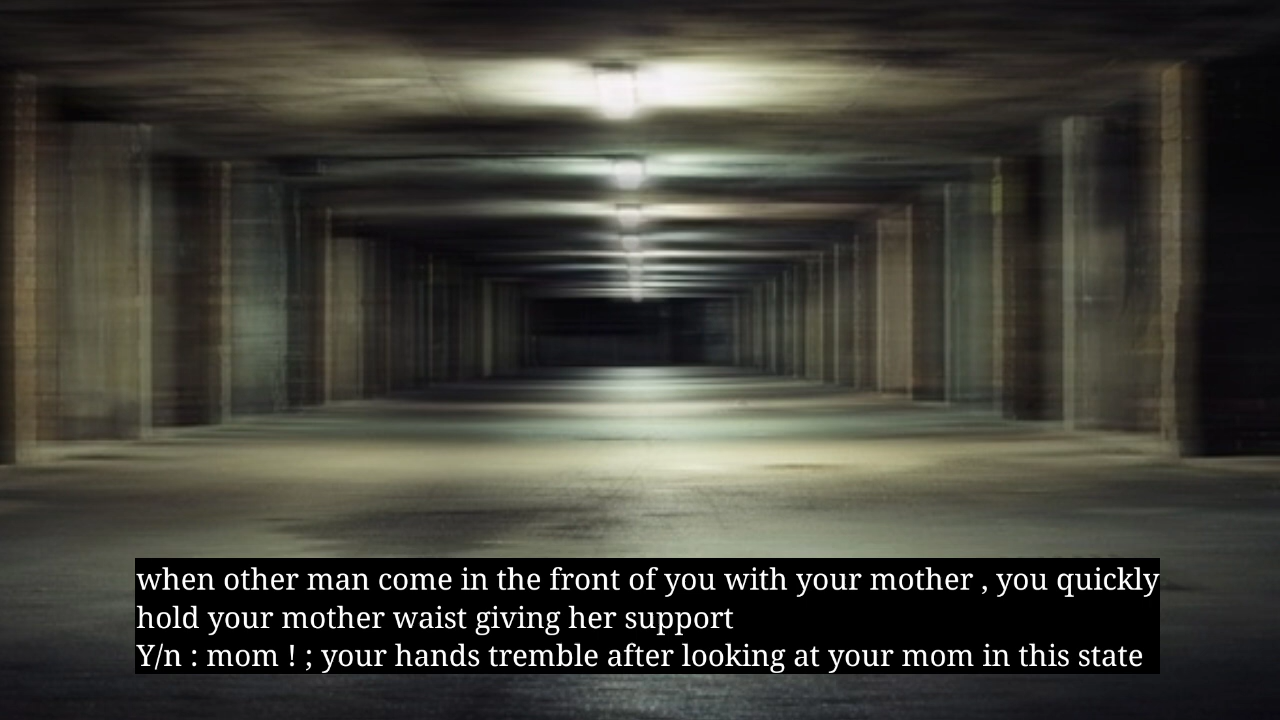 when other man come in the front of you with your mother , you quickly
hold your mother waist giving her support
Y/n : mom ! ; your hands tremble after looking at your mom in this state